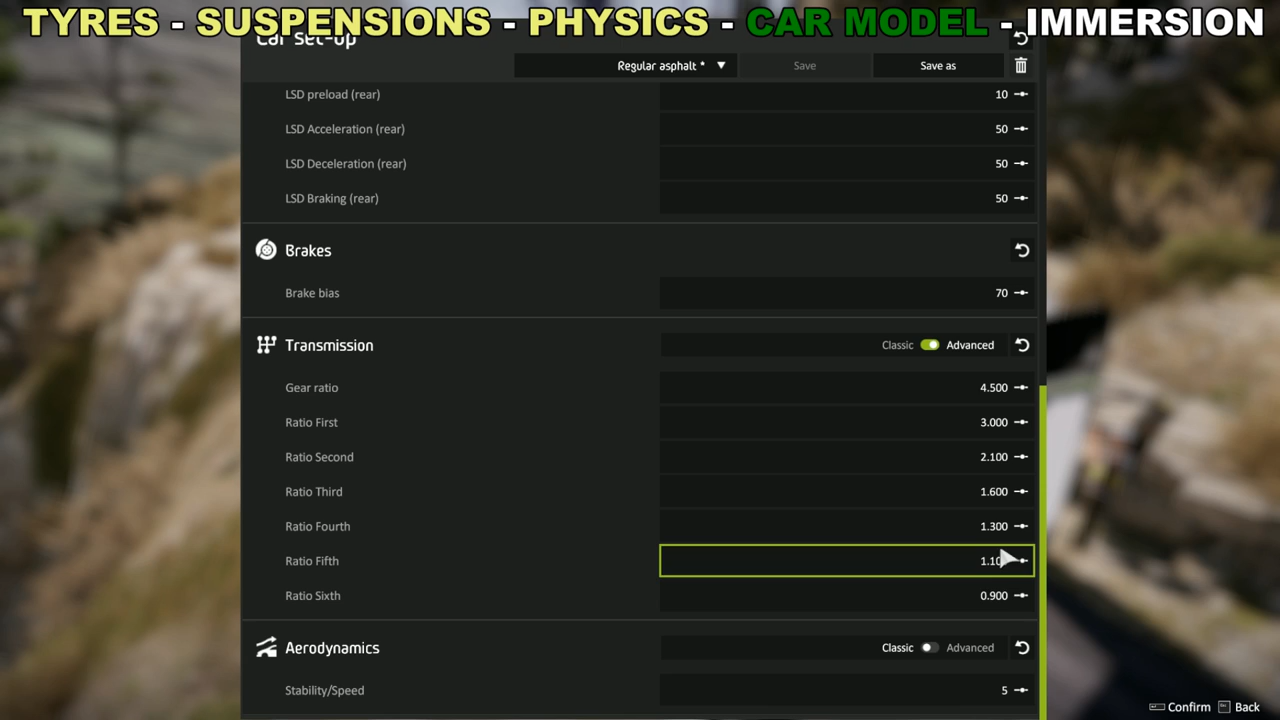 TYRES - SUSPENSIONS - PHYSICS - CAR MODEL - IMMERSION
Car set-up
Regular asphalt * Save Save as
LSD preload (rear) 10
LSD Acceleration (rear) 50
LSD Deceleration (rear) 50
LSD Braking (rear) 50
Brakes
Brake bias 70
Transmission Classic Advanced
Gear ratio 4.500
Ratio First 3.000
Ratio Second 2.100
Ratio Third 1.600
Ratio Fourth 1.300
Ratio Fifth
Ratio Sixth 0.900
Aerodynamics Classic Advanced
Stability/Speed 5
Confirm Back